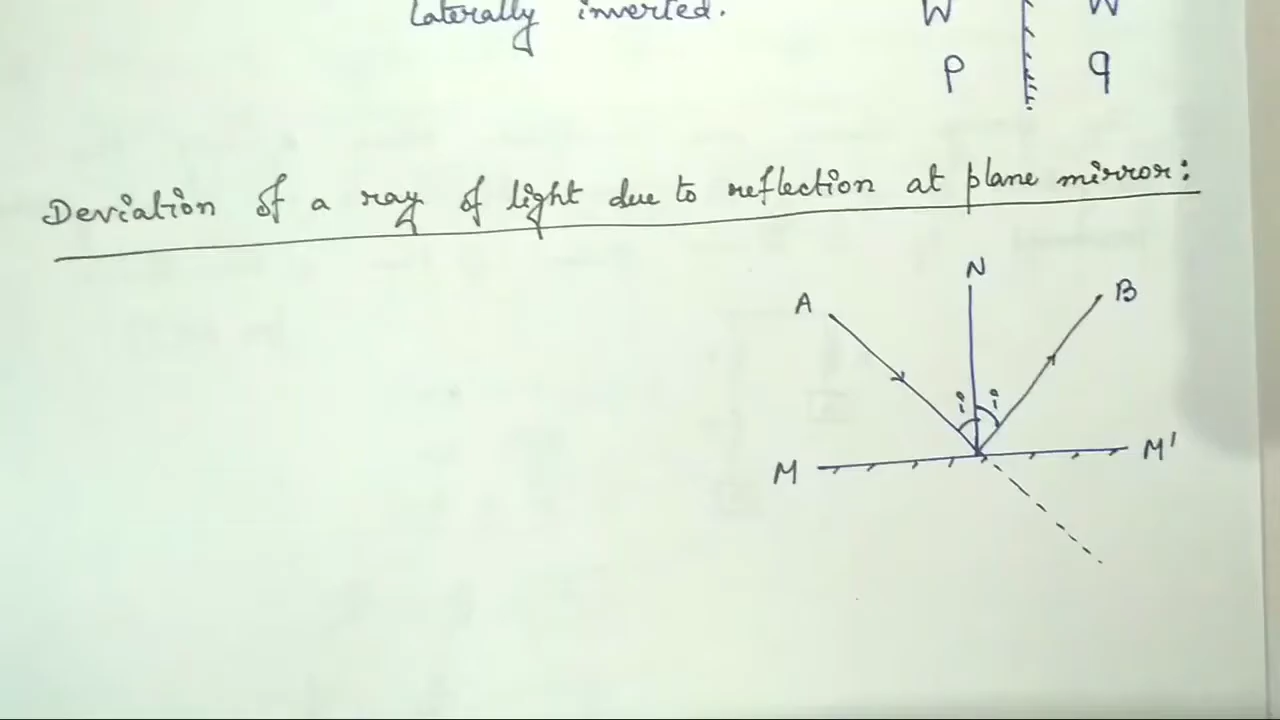 laterally inverted.
W W
p q
Deviation of a ray of light due to reflection at plane mirror:
N
A B
i i
M M'